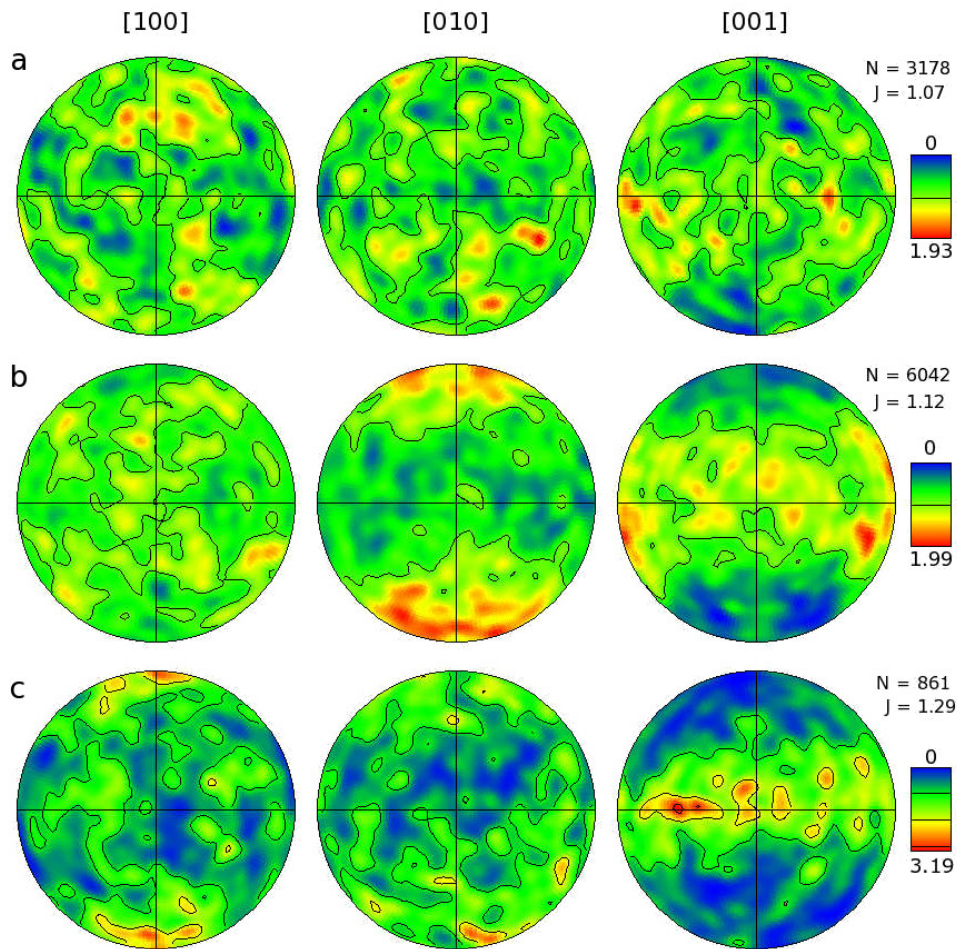 [100] [010] [001]
a
N = 3178
J = 1.07
0
1.93
b
N = 6042
J = 1.12
0
1.99
c
N = 861
J = 1.29
0
3.19